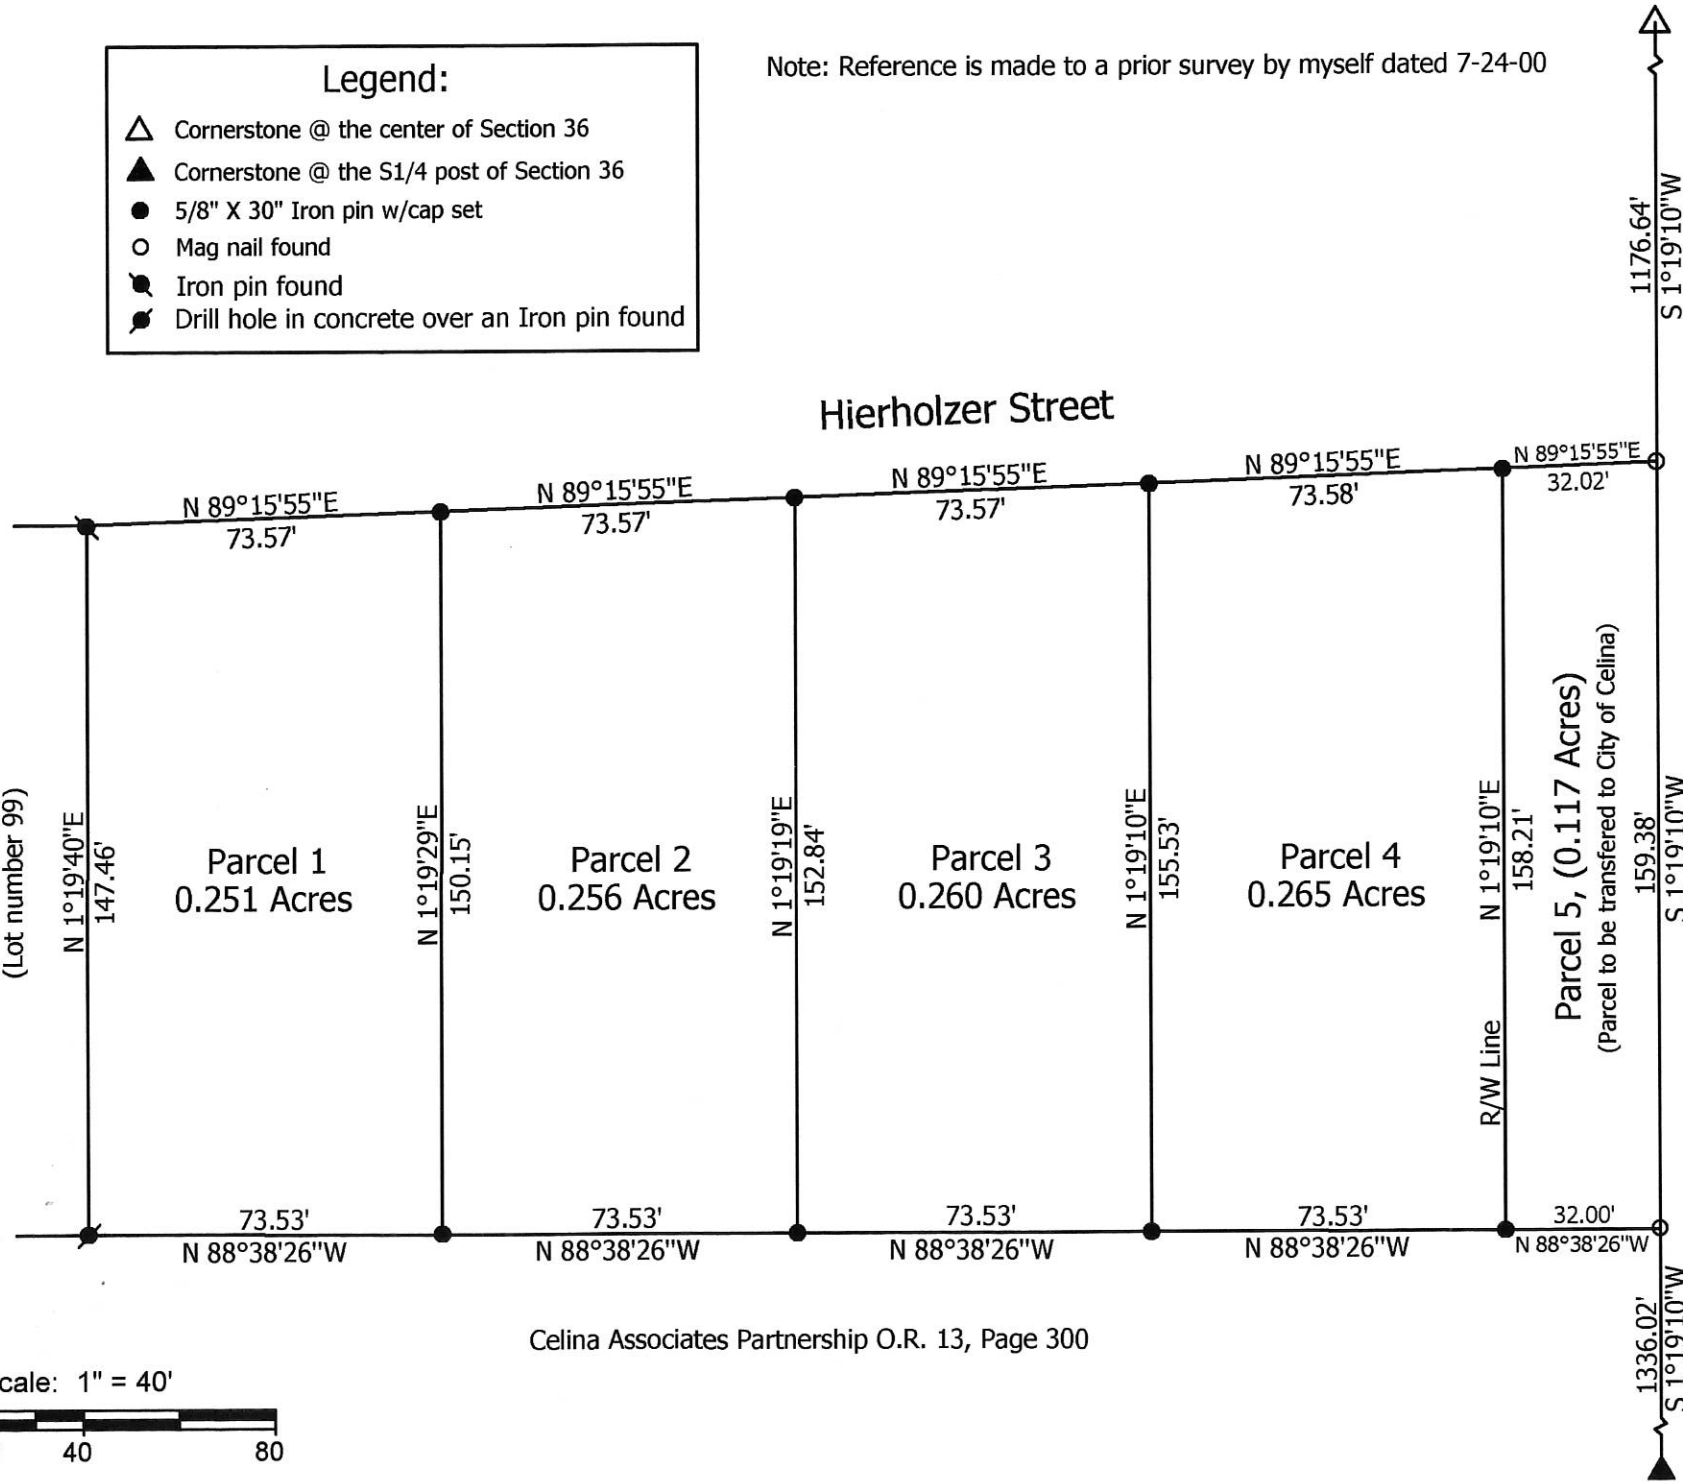 Legend:
Cornerstone @ the center of Section 36
Cornerstone @ the S1/4 post of Section 36
5/8" X 30" Iron pin w/cap set
Mag nail found
Iron pin found
Drill hole in concrete over an Iron pin found
Note: Reference is made to a prior survey by myself dated 7-24-00
1176.64'
S 1°19'10"W
Hierholzer Street
N 89°15'55"E
73.57'
N 89°15'55"E
73.57'
N 89°15'55"E
73.57'
N 89°15'55"E
73.58'
N 89°15'55"E
32.02'
(Lot number 99)
N 1°19'40"E
147.46'
Parcel 1
0.251 Acres
N 1°19'29"E
150.15'
Parcel 2
0.256 Acres
N 1°19'19"E
152.84'
Parcel 3
0.260 Acres
N 1°19'10"E
155.53'
Parcel 4
0.265 Acres
R/W Line
N 1°19'10"E
158.21'
Parcel 5, (0.117 Acres)
(Parcel to be transfered to City of Celina)
159.38'
S 1°19'10"W
73.53'
N 88°38'26"W
73.53'
N 88°38'26"W
73.53'
N 88°38'26"W
73.53'
N 88°38'26"W
32.00'
N 88°38'26"W
1336.02'
S 1°19'10"W
Celina Associates Partnership O.R. 13, Page 300
cale: 1" = 40'
40 80